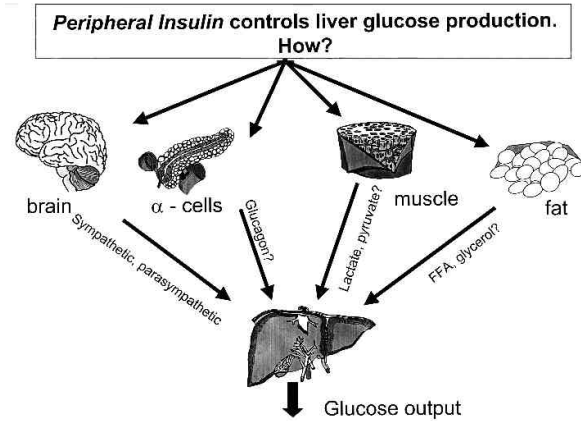 Peripheral Insulin controls liver glucose production.
How?
brain
α - cells
muscle
fat
Sympathetic, parasympathetic
Glucagon?
Lactate, pyruvate?
FFA, glycerol?
Glucose output